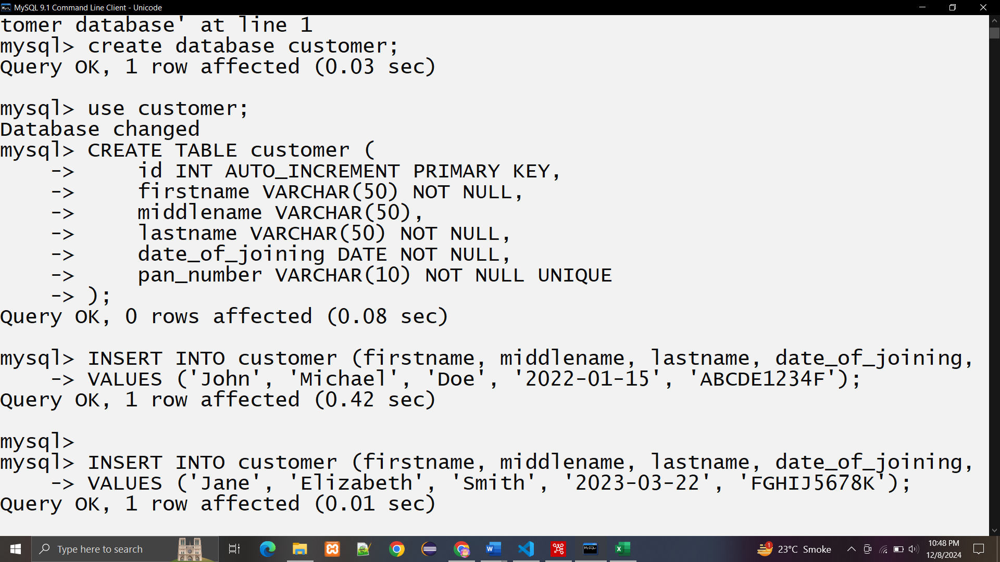 MySQL 9.1 Command Line Client - Unicode
tomer database' at line 1
mysql> create database customer;
Query OK, 1 row affected (0.03 sec)
mysql> use customer;
Database changed
mysql> CREATE TABLE customer (
    ->     id INT AUTO_INCREMENT PRIMARY KEY,
    ->     firstname VARCHAR(50) NOT NULL,
    ->     middlename VARCHAR(50),
    ->     lastname VARCHAR(50) NOT NULL,
    ->     date_of_joining DATE NOT NULL,
    ->     pan_number VARCHAR(10) NOT NULL UNIQUE
    -> );
Query OK, 0 rows affected (0.08 sec)
mysql> INSERT INTO customer (firstname, middlename, lastname, date_of_joining,
    -> VALUES ('John', 'Michael', 'Doe', '2022-01-15', 'ABCDE1234F');
Query OK, 1 row affected (0.42 sec)
mysql>
mysql> INSERT INTO customer (firstname, middlename, lastname, date_of_joining,
    -> VALUES ('Jane', 'Elizabeth', 'Smith', '2023-03-22', 'FGHIJ5678K');
Query OK, 1 row affected (0.01 sec)
Type here to search
1
23°C Smoke
10:48 PM
12/8/2024